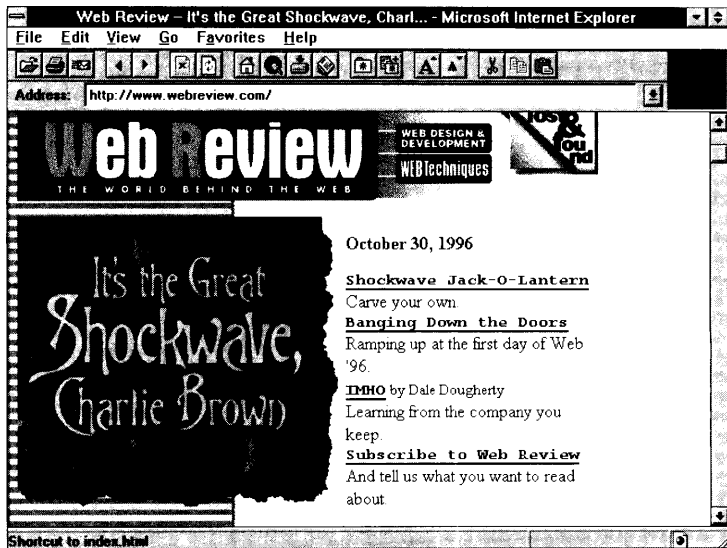 Web Review – It's the Great Shockwave, Charl... - Microsoft Internet Explorer
File Edit View Go Favorites Help
Address: http://www.webreview.com/
Web Review
THE WORLD BEHIND THE WEB
WEB DESIGN &
DEVELOPMENT
WEBTechniques
lost
&
found
It's the Great
Shockwave,
Charlie Brown
October 30, 1996
Shockwave Jack-O-Lantern
Carve your own.
Banging Down the Doors
Ramping up at the first day of Web
'96.
IMHO by Dale Dougherty
Learning from the company you
keep.
Subscribe to Web Review
And tell us what you want to read
about.
Shortcut to index.html